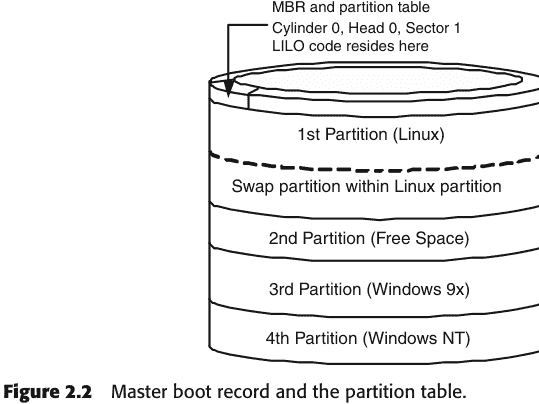 MBR and partition table
Cylinder 0, Head 0, Sector 1
LILO code resides here
1st Partition (Linux)
Swap partition within Linux partition
2nd Partition (Free Space)
3rd Partition (Windows 9x)
4th Partition (Windows NT)
Figure 2.2 Master boot record and the partition table.